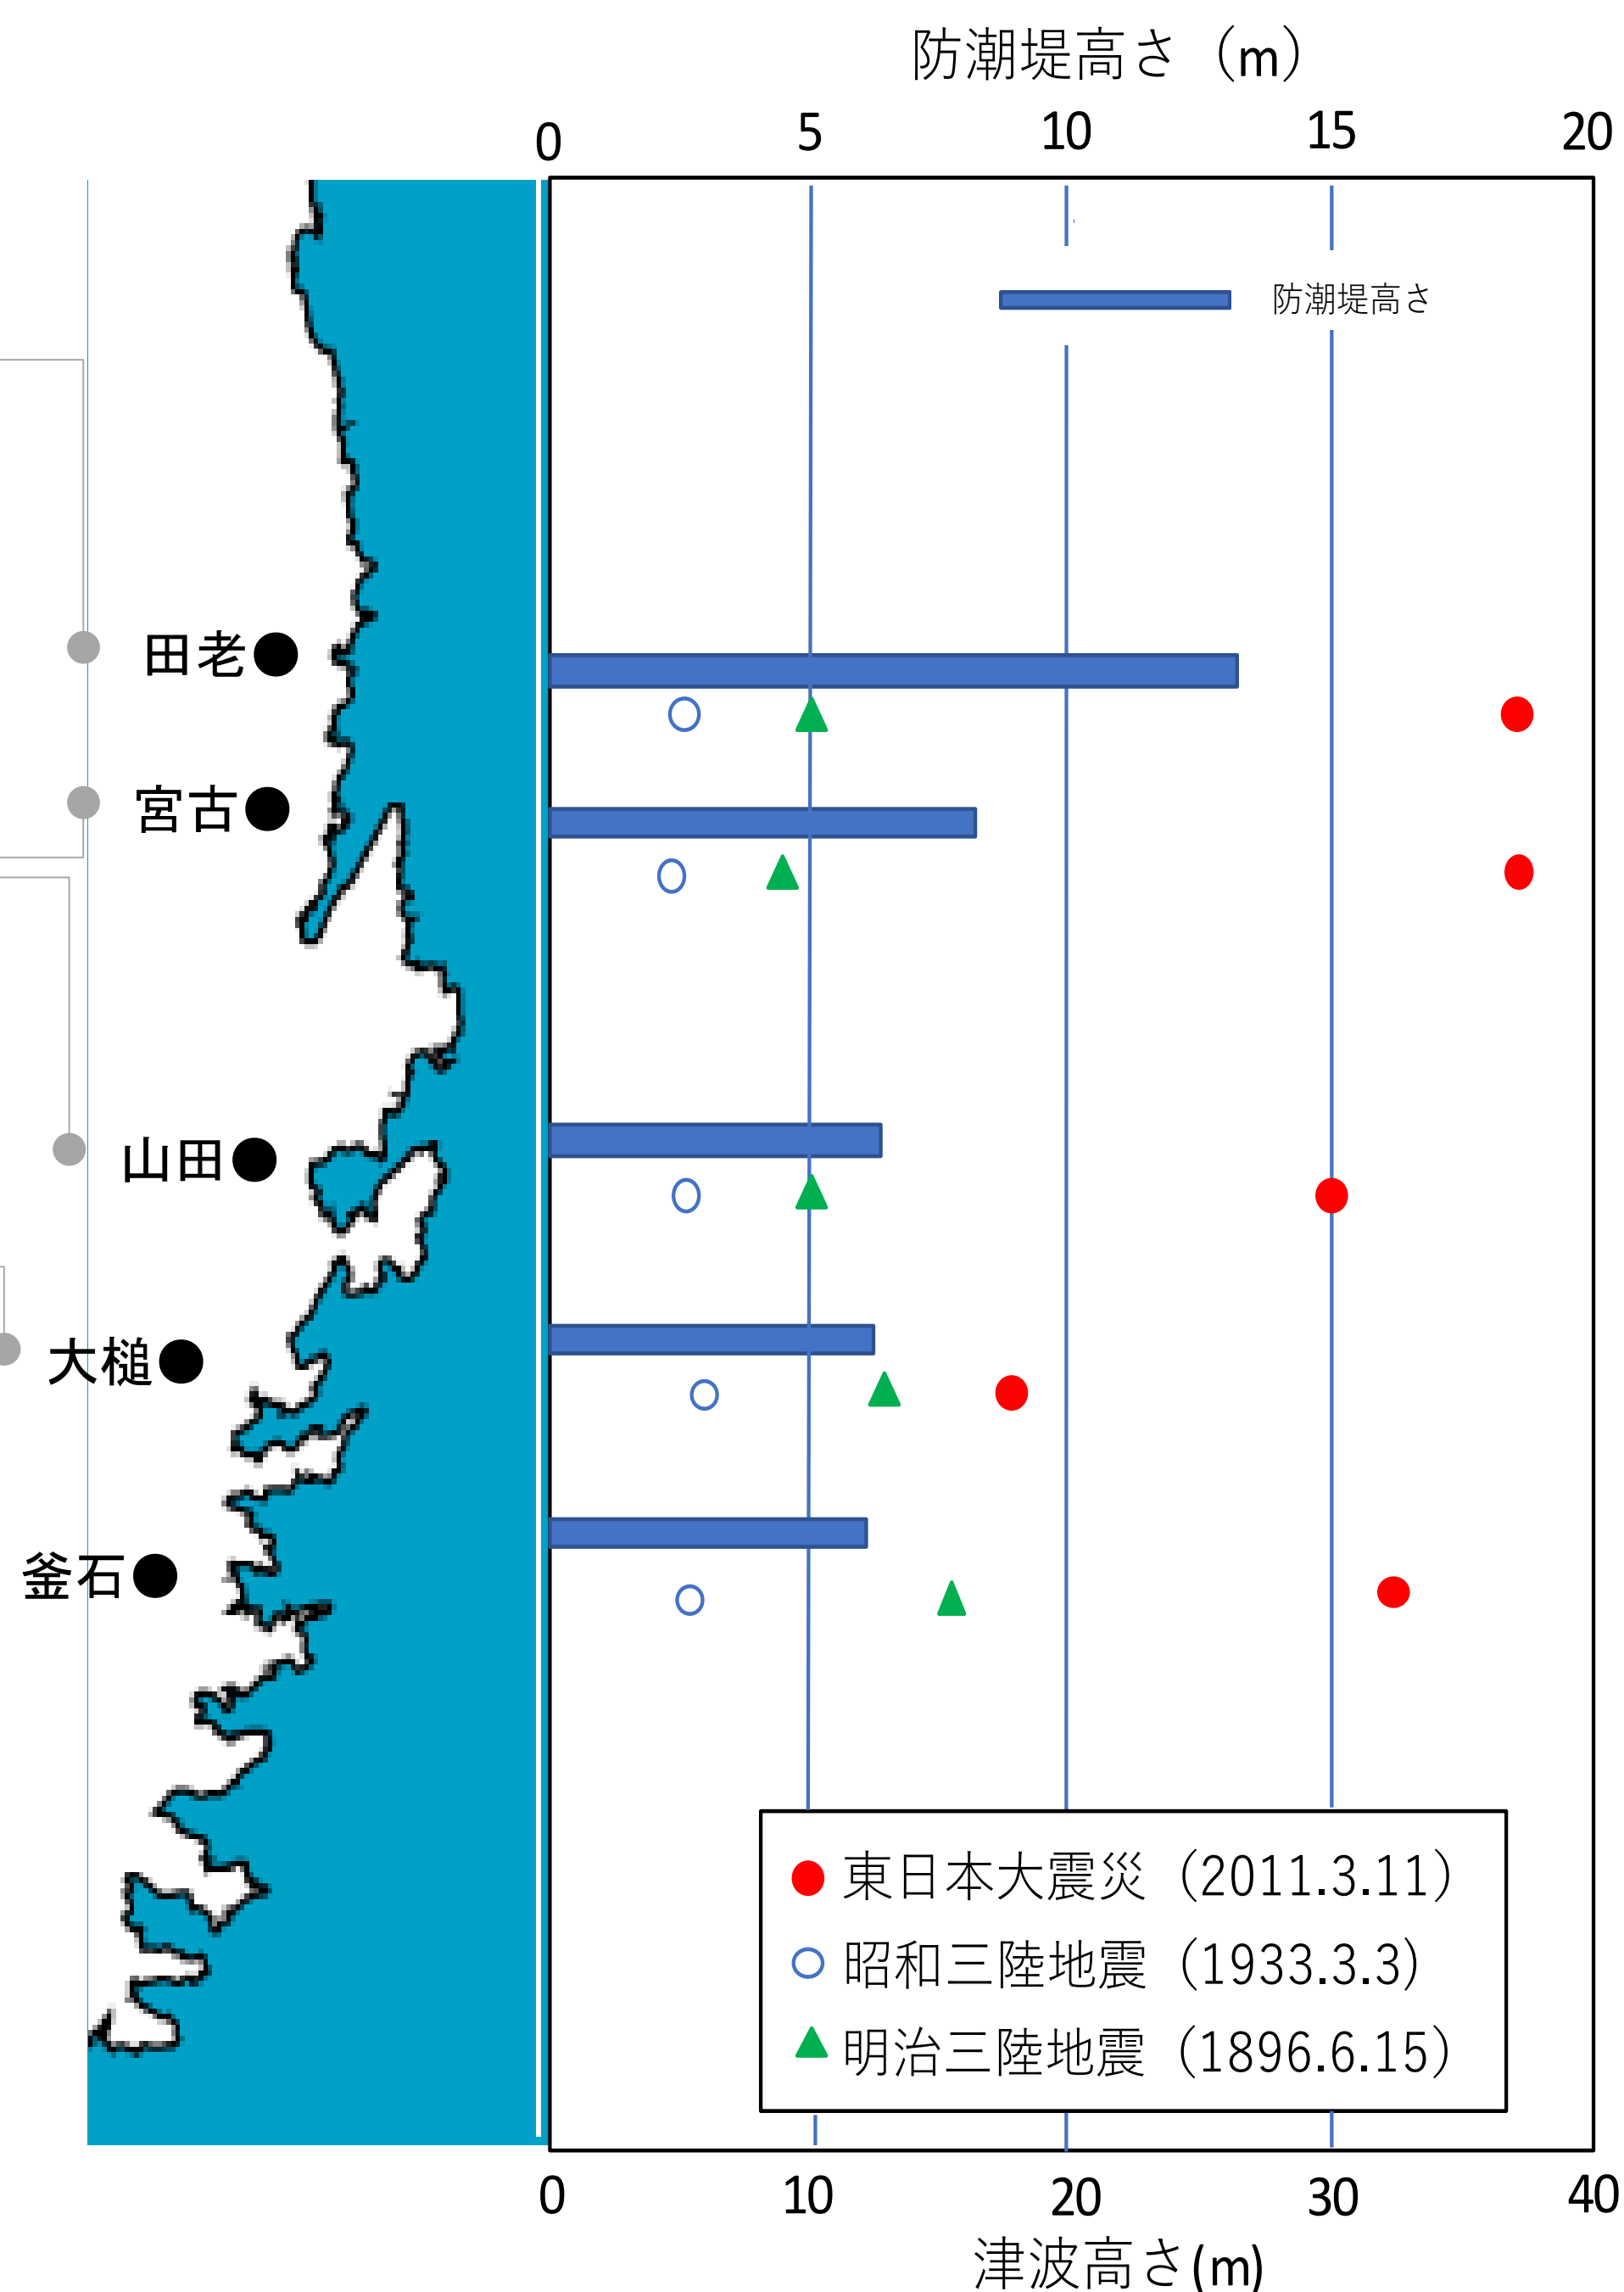 防潮堤高さ（m）
0 5 10 15 20
防潮堤高さ
田老
宮古
山田
大槌
釜石
東日本大震災（2011.3.11）
昭和三陸地震（1933.3.3）
明治三陸地震（1896.6.15）
0 10 20 30 40
津波高さ(m)